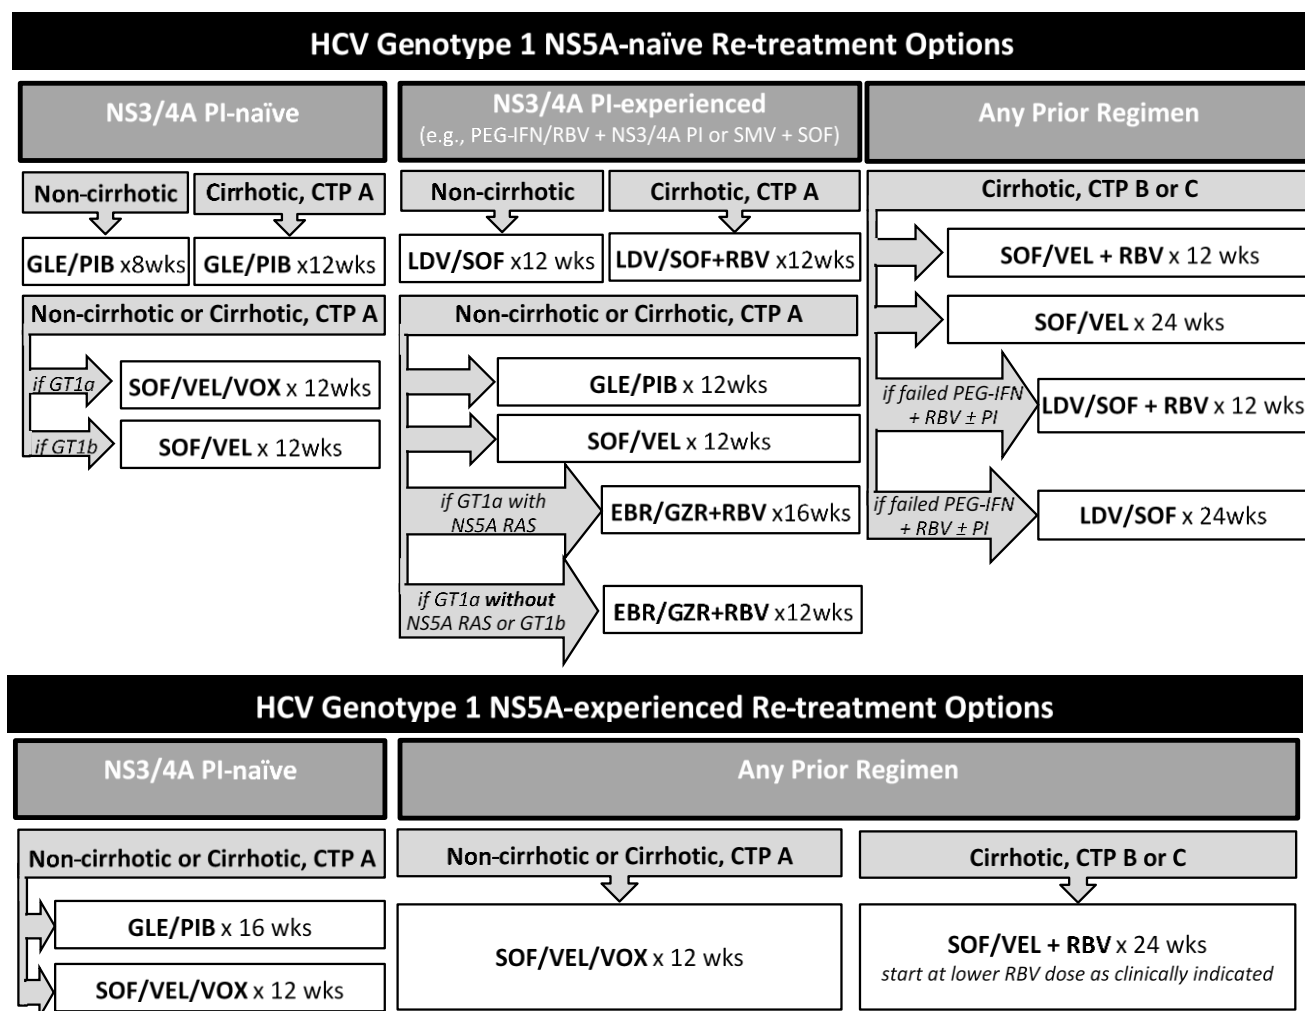 HCV Genotype 1 NS5A-naïve Re-treatment Options
NS3/4A PI-naïve
Non-cirrhotic
Cirrhotic, CTP A
GLE/PIB x8wks
GLE/PIB x12wks
Non-cirrhotic or Cirrhotic, CTP A
if GT1a
SOF/VEL/VOX x 12wks
if GT1b
SOF/VEL x 12wks
NS3/4A PI-experienced
(e.g., PEG-IFN/RBV + NS3/4A PI or SMV + SOF)
Non-cirrhotic
Cirrhotic, CTP A
LDV/SOF x12 wks
LDV/SOF+RBV x12wks
Non-cirrhotic or Cirrhotic, CTP A
GLE/PIB x 12wks
SOF/VEL x 12wks
if GT1a with
NS5A RAS
EBR/GZR+RBV x16wks
if GT1a without
NS5A RAS or GT1b
EBR/GZR+RBV x12wks
Any Prior Regimen
Cirrhotic, CTP B or C
SOF/VEL + RBV x 12 wks
SOF/VEL x 24 wks
if failed PEG-IFN
+ RBV ± PI
LDV/SOF + RBV x 12 wks
if failed PEG-IFN
+ RBV ± PI
LDV/SOF x 24wks
HCV Genotype 1 NS5A-experienced Re-treatment Options
NS3/4A PI-naïve
Non-cirrhotic or Cirrhotic, CTP A
GLE/PIB x 16 wks
SOF/VEL/VOX x 12 wks
Any Prior Regimen
Non-cirrhotic or Cirrhotic, CTP A
SOF/VEL/VOX x 12 wks
Cirrhotic, CTP B or C
SOF/VEL + RBV x 24 wks
start at lower RBV dose as clinically indicated